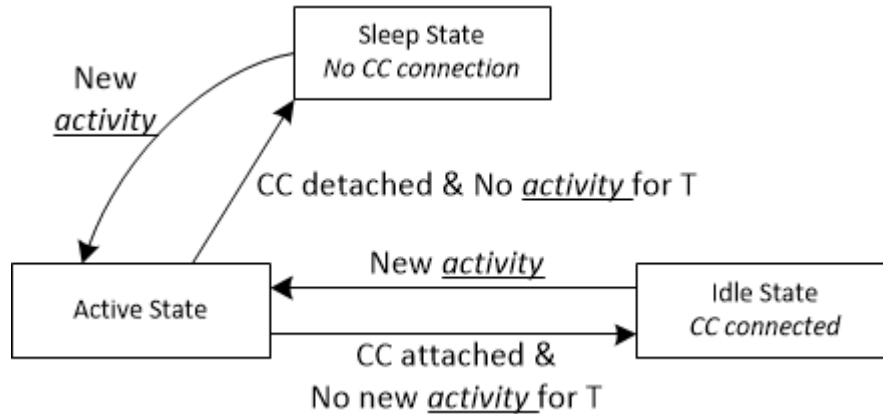 Sleep State
No CC connection
New
activity
CC detached & No activity for T
New activity
Active State
Idle State
CC connected
CC attached &
No new activity for T